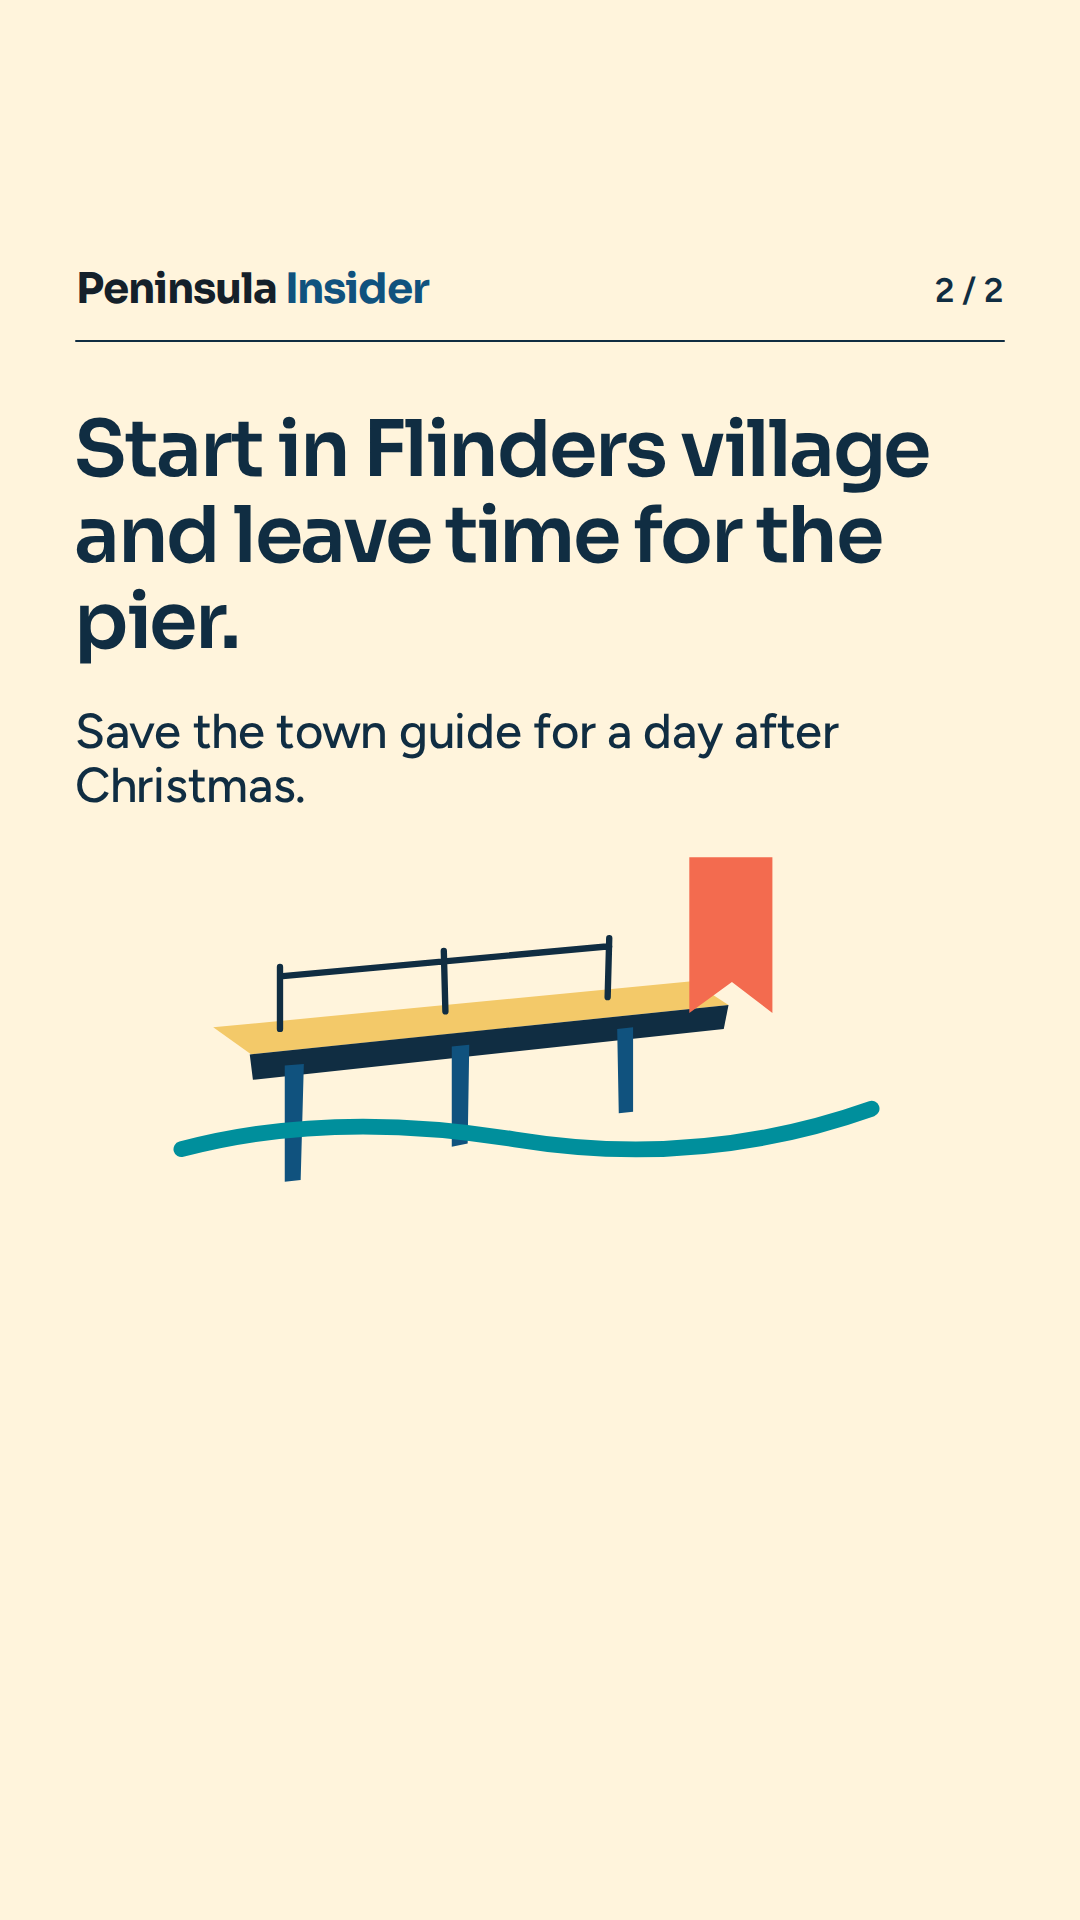 Peninsula Insider
2 / 2
Start in Flinders village
and leave time for the
pier.
Save the town guide for a day after
Christmas.